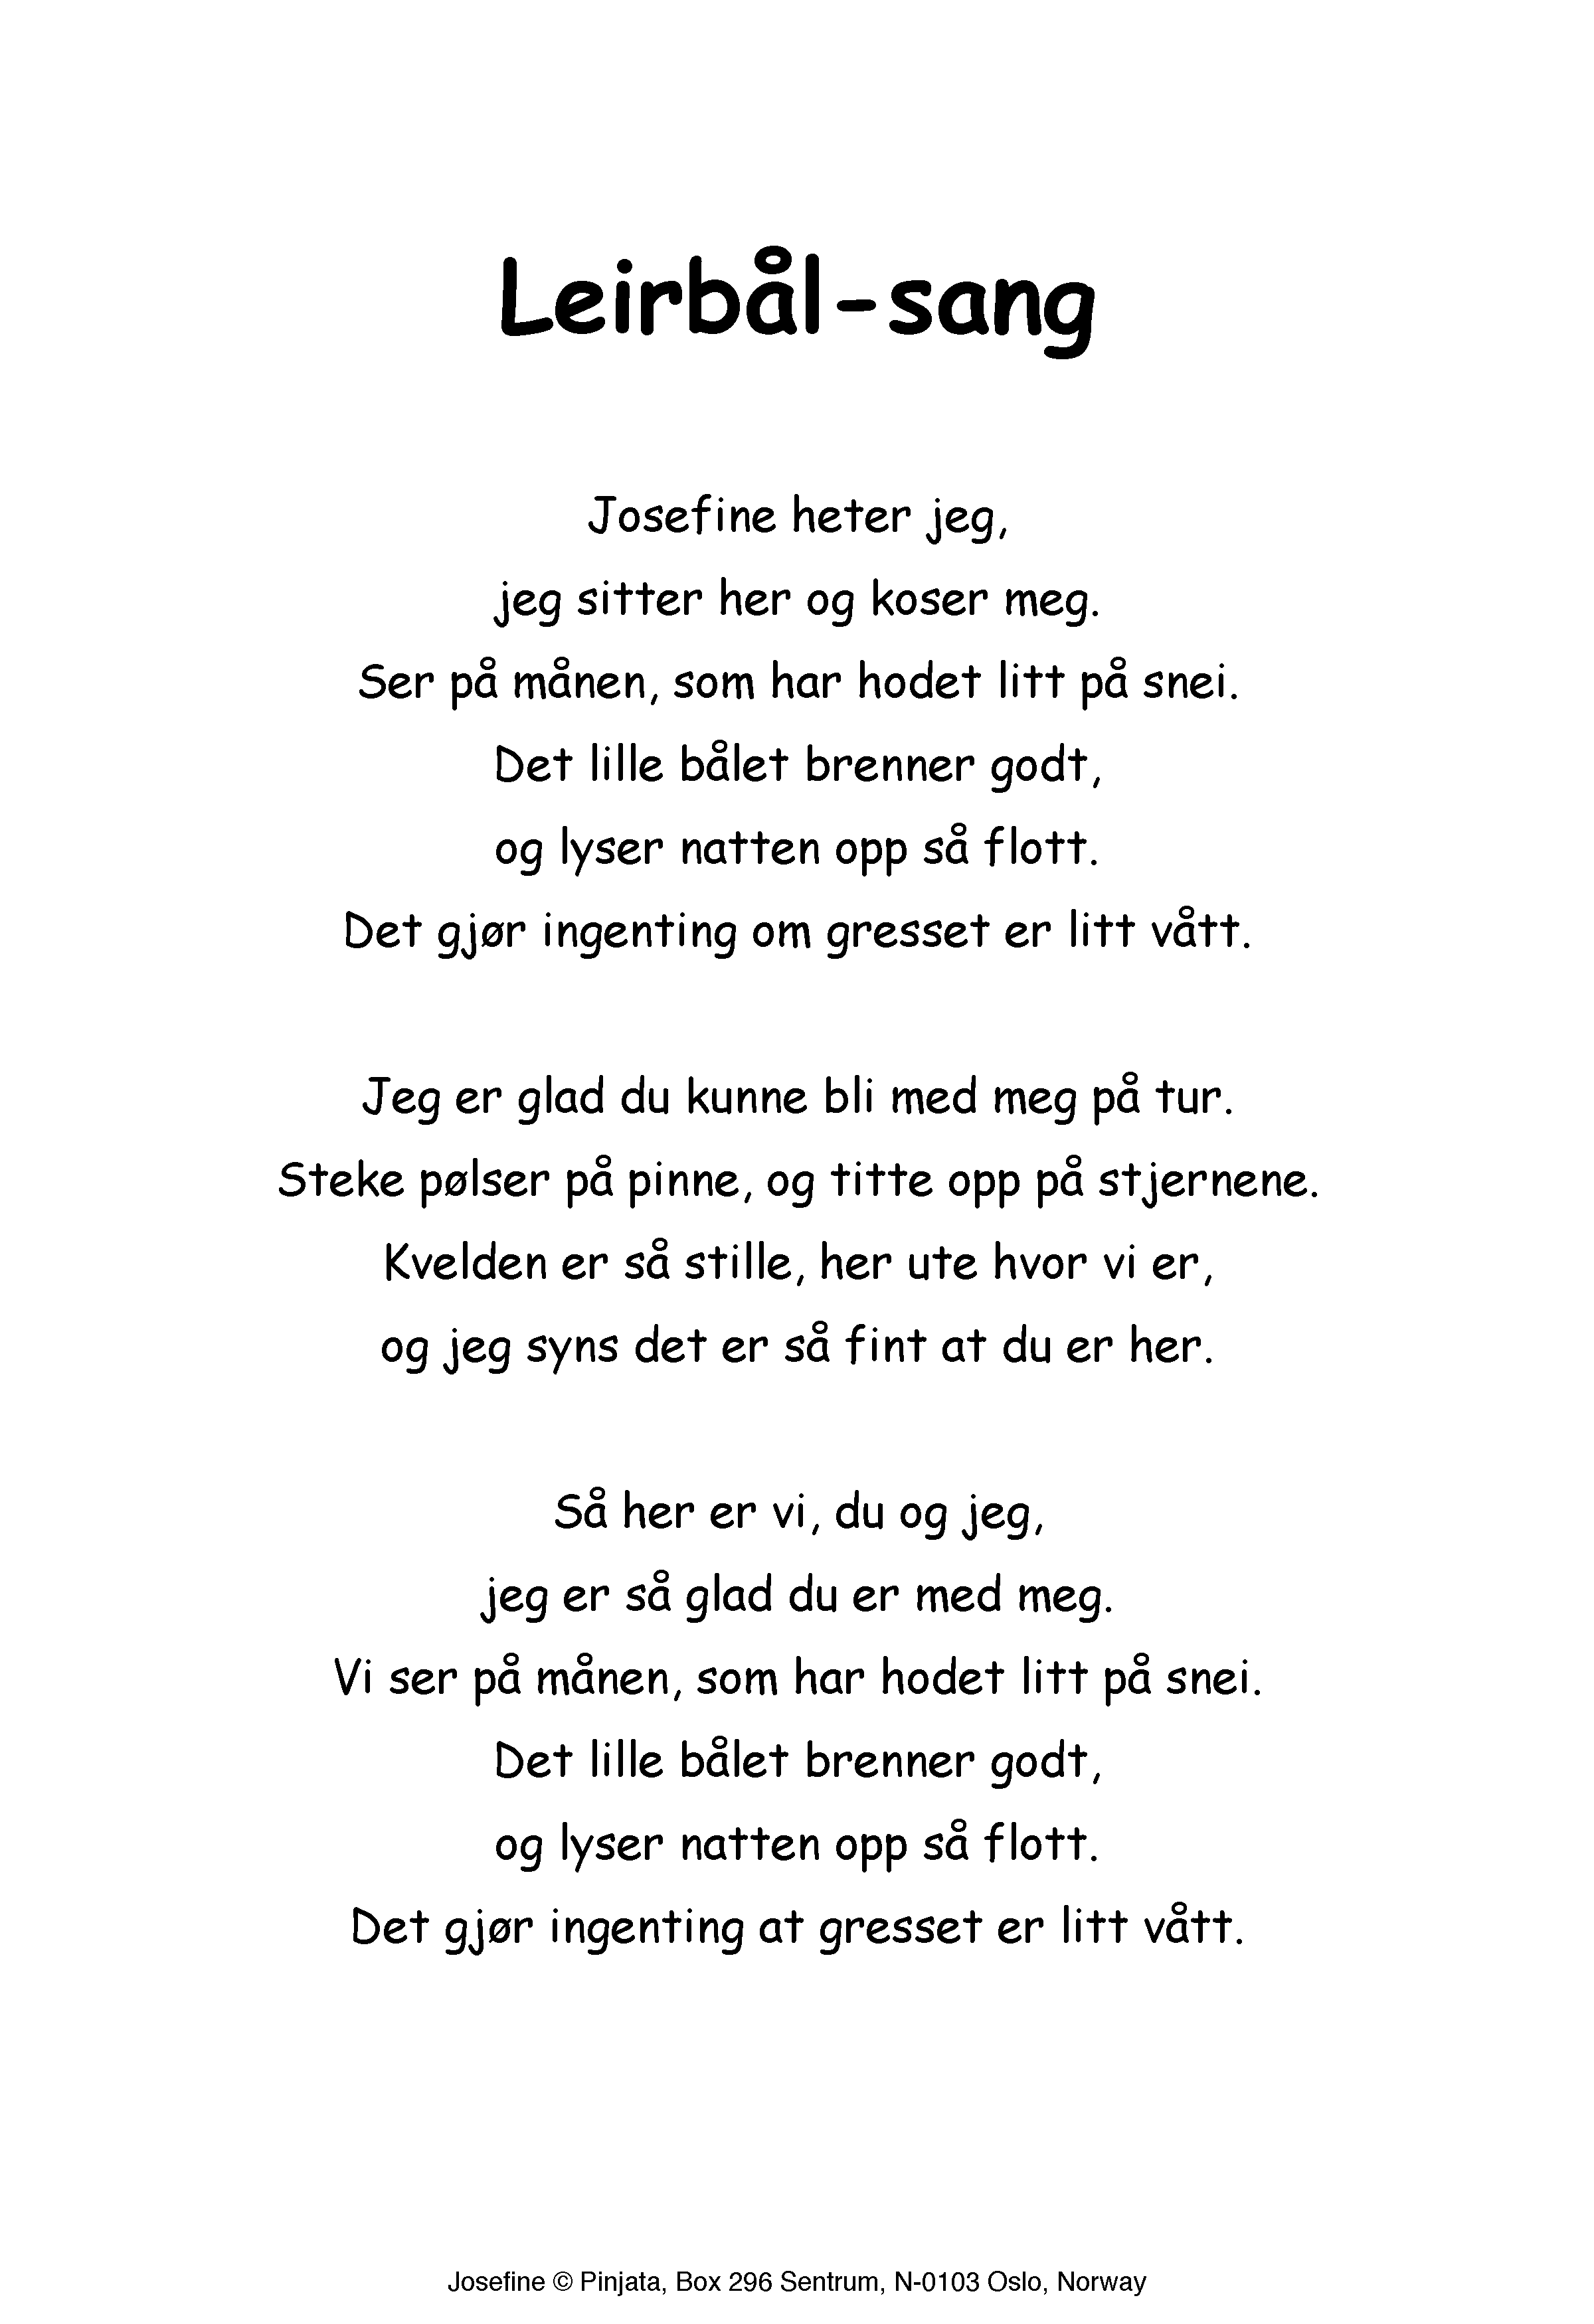 Leirbål-sang
Josefine heter jeg,
jeg sitter her og koser meg.
Ser på månen, som har hodet litt på snei.
Det lille bålet brenner godt,
og lyser natten opp så flott.
Det gjør ingenting om gresset er litt vått.
Jeg er glad du kunne bli med meg på tur.
Steke pølser på pinne, og titte opp på stjernene.
Kvelden er så stille, her ute hvor vi er,
og jeg syns det er så fint at du er her.
Så her er vi, du og jeg,
jeg er så glad du er med meg.
Vi ser på månen, som har hodet litt på snei.
Det lille bålet brenner godt,
og lyser natten opp så flott.
Det gjør ingenting at gresset er litt vått.
Josefine © Pinjata, Box 296 Sentrum, N-0103 Oslo, Norway